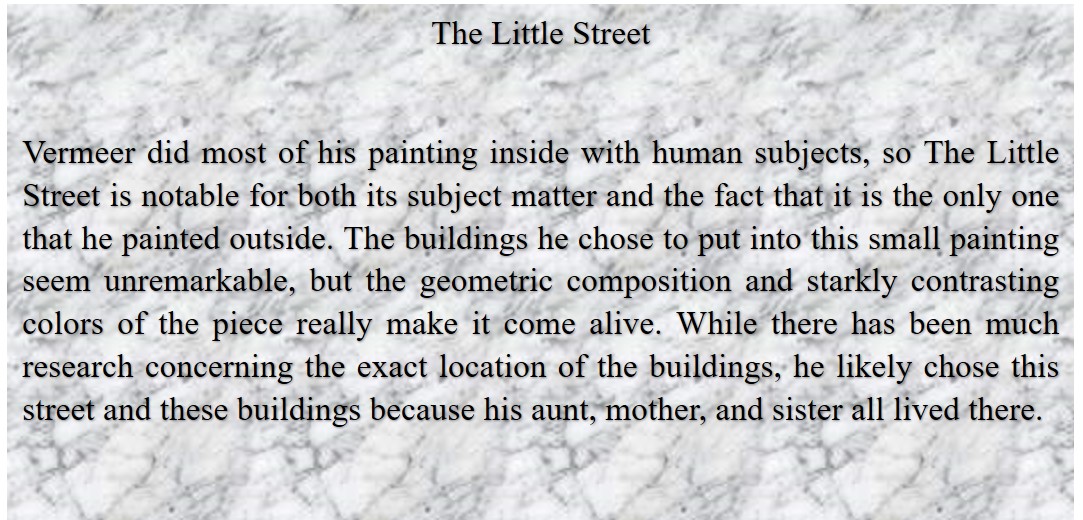 The Little Street
Vermeer did most of his painting inside with human subjects, so The Little
Street is notable for both its subject matter and the fact that it is the only one
that he painted outside. The buildings he chose to put into this small painting
seem unremarkable, but the geometric composition and starkly contrasting
colors of the piece really make it come alive. While there has been much
research concerning the exact location of the buildings, he likely chose this
street and these buildings because his aunt, mother, and sister all lived there.